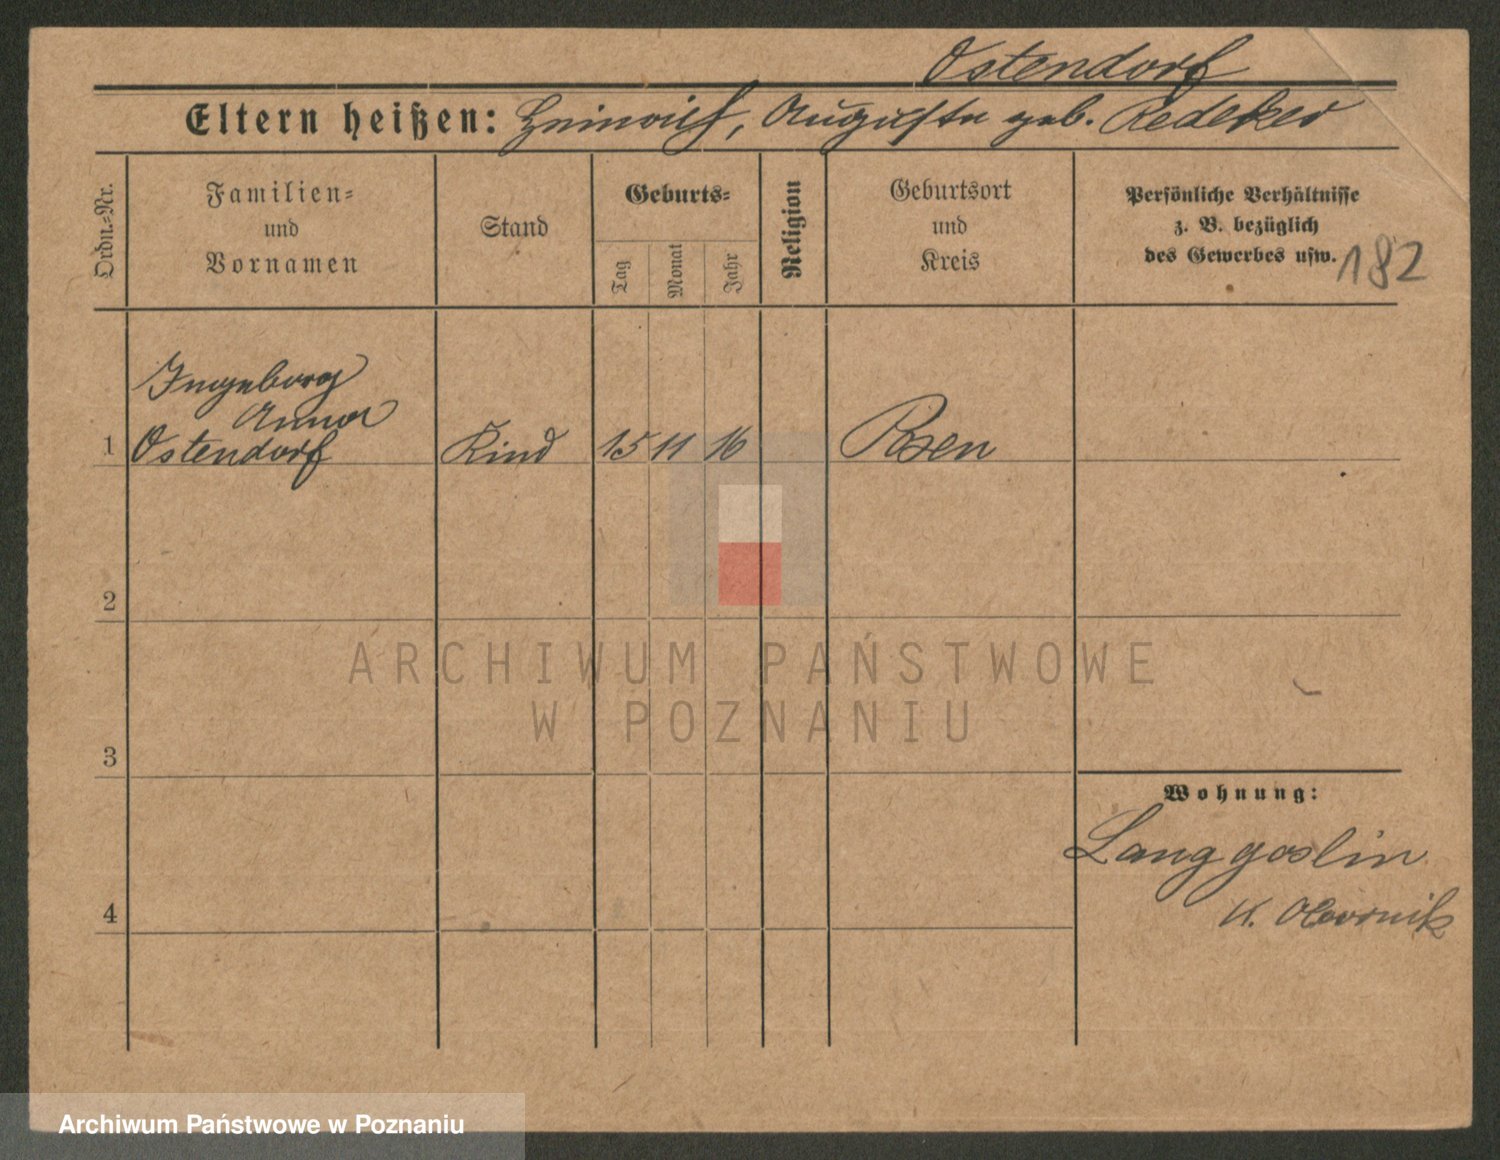 Ostendorf
Eltern heißen: Heinrich, Auguste geb. Redeker
Ordn.=Nr.
Familien=
und
Vornamen
Stand
Geburts=
Tag
Monat
Jahr
Religion
Geburtsort
und
Kreis
Persönliche Verhältnisse
z. B. bezüglich
des Gewerbes usw.
182
Ingeborg
Anna
1 Ostendorf Kind 15 11 16 Posen
2
ARCHIWUM PAŃSTWOWE
W POZNANIU
3
Wohnung:
Langgoslin
K. Obornik
4
Archiwum Państwowe w Poznaniu